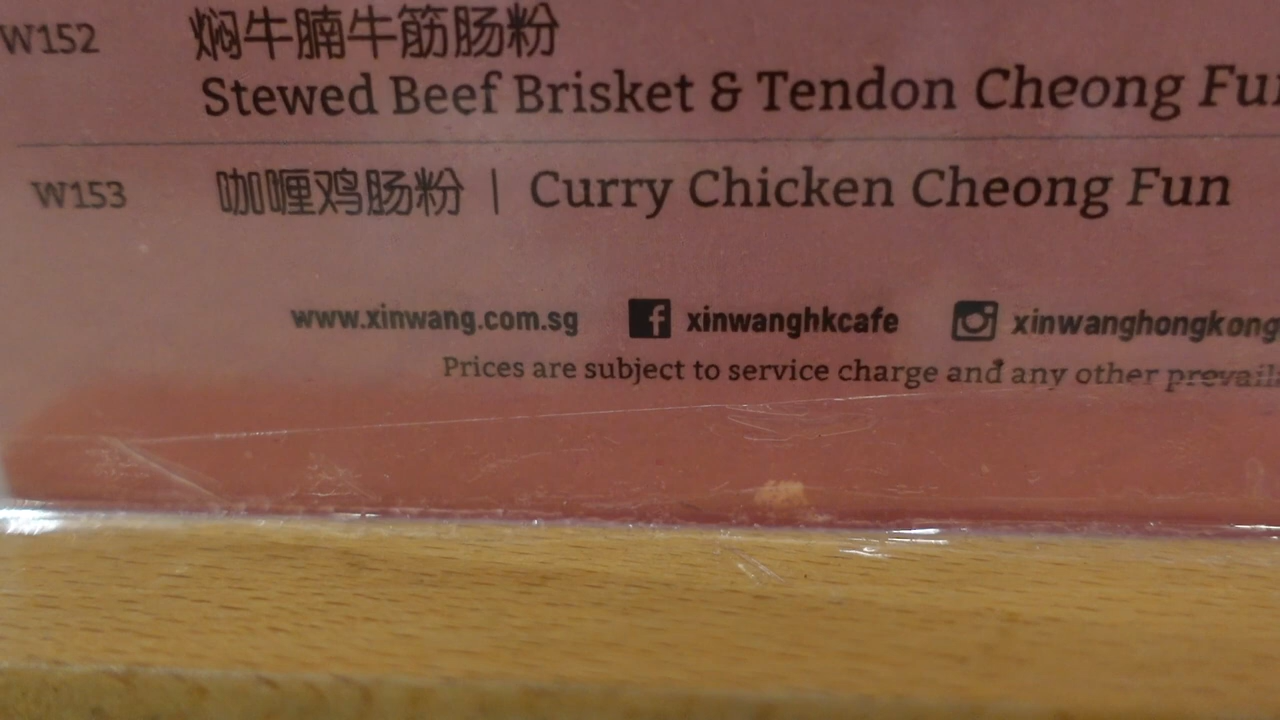 W152 焖牛腩牛筋肠粉
Stewed Beef Brisket & Tendon Cheong
W153 咖喱鸡肠粉 | Curry Chicken Cheong Fun
www.xinwang.com.sg xinwanghkcafe xinwanghongkong
Prices are subject to service charge and any other